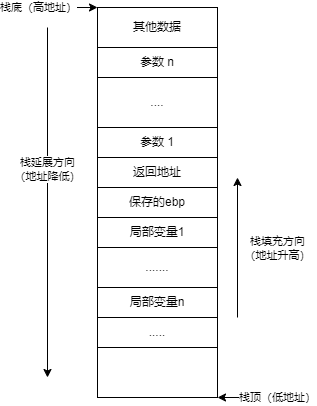 栈底（高地址）
其他数据
参数 n
....
参数 1
栈延展方向
（地址降低）
返回地址
保存的ebp
局部变量1
栈填充方向
（地址升高）
.......
局部变量n
.....
栈顶（低地址）